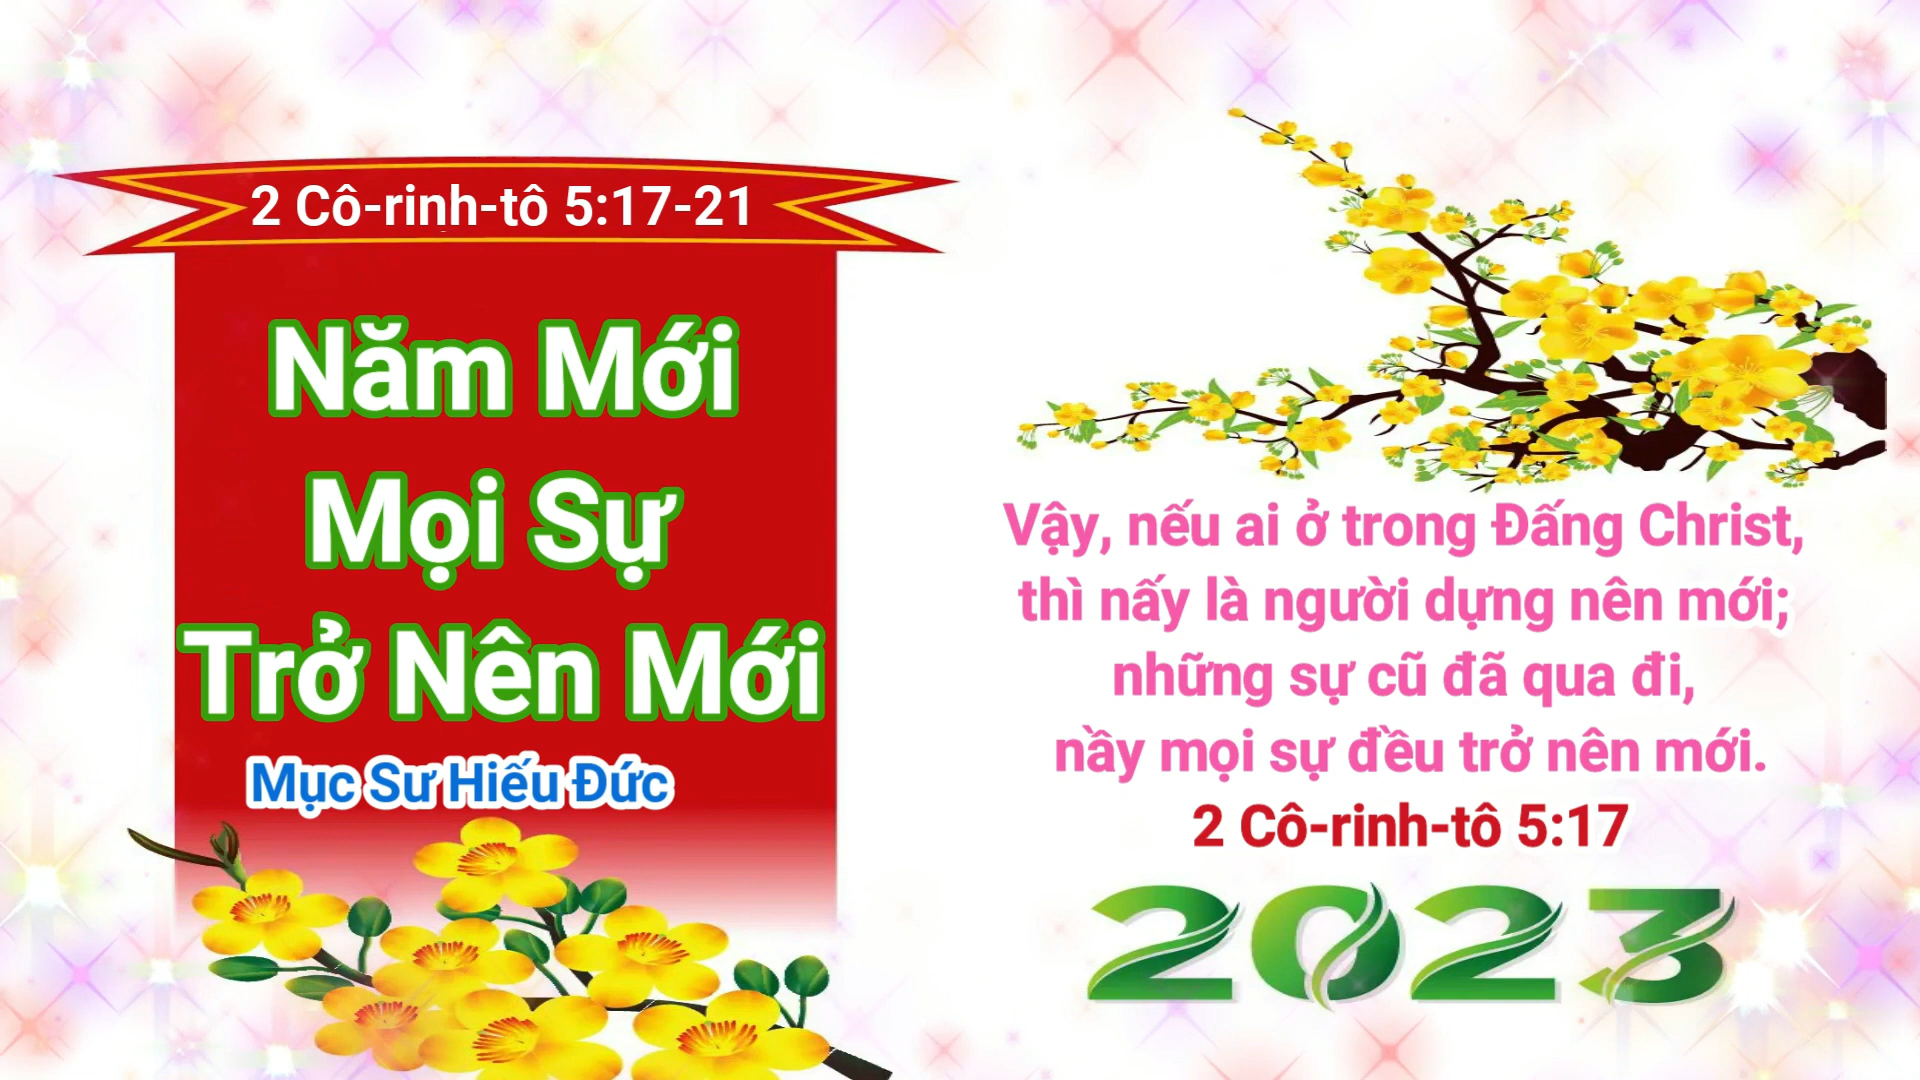 2 Cô-rinh-tô 5:17-21
Năm Mới
Mọi Sự
Trở Nên Mới
Mục Sư Hiếu Đức
Vậy, nếu ai ở trong Đấng Christ,
thì nấy là người dựng nên mới;
những sự cũ đã qua đi,
nầy mọi sự đều trở nên mới.
2 Cô-rinh-tô 5:17
2023